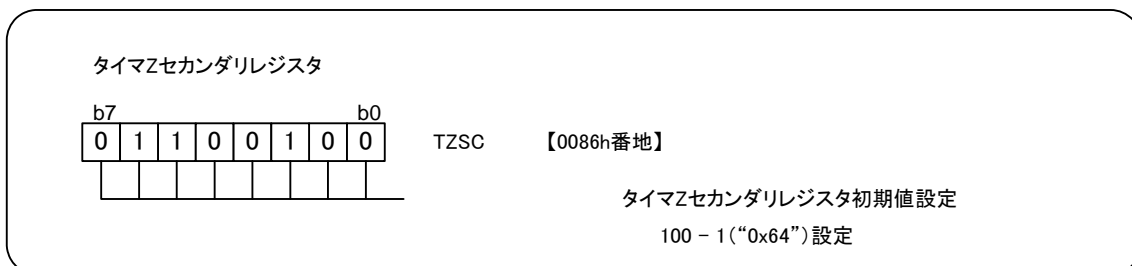 タイマZセカンダリレジスタ
b7 b0
0 1 1 0 0 1 0 0 TZSC 【0086h番地】
タイマZセカンダリレジスタ初期値設定
100 - 1(“0x64”)設定